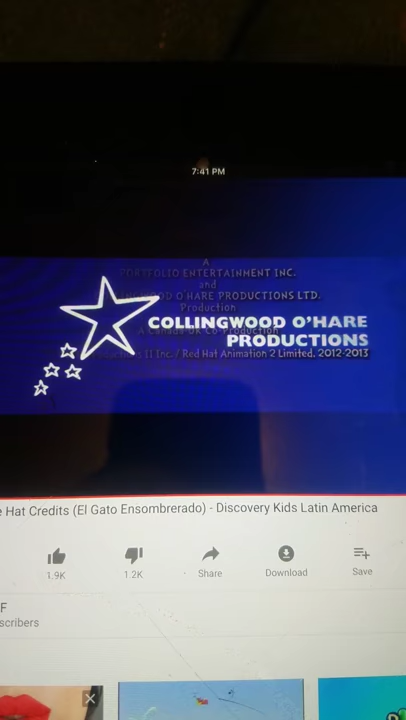 7:41 PM
A
PORTFOLIO ENTERTAINMENT INC.
and
OD O'HARE PRODUCTIONS LTD.
Production
COLLINGWOOD O'HARE
A Canada UK Co-Production
PRODUCTIONS
II Inc. / Red Hat Animation 2 Limited. 2012-2013
e Hat Credits (El Gato Ensombrerado) - Discovery Kids Latin America
1.9K
1.2K
Share
Download
Save
F
scribers